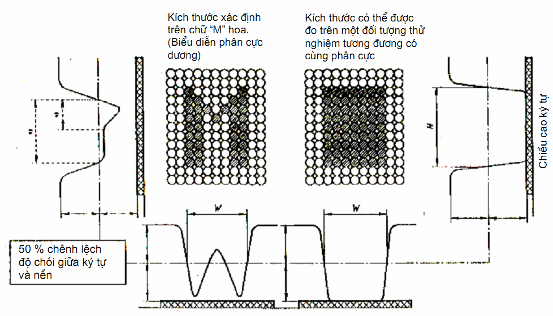 Kích thước xác định
trên chữ "M" hoa.
(Biểu diễn phân cực
dương)
Kích thước có thể được
đo trên một đối tượng thử
nghiệm tương đương có
cùng phân cực
H
Chiều cao ký tự
W
W
50 % chênh lệch
độ chói giữa ký tự
và nền